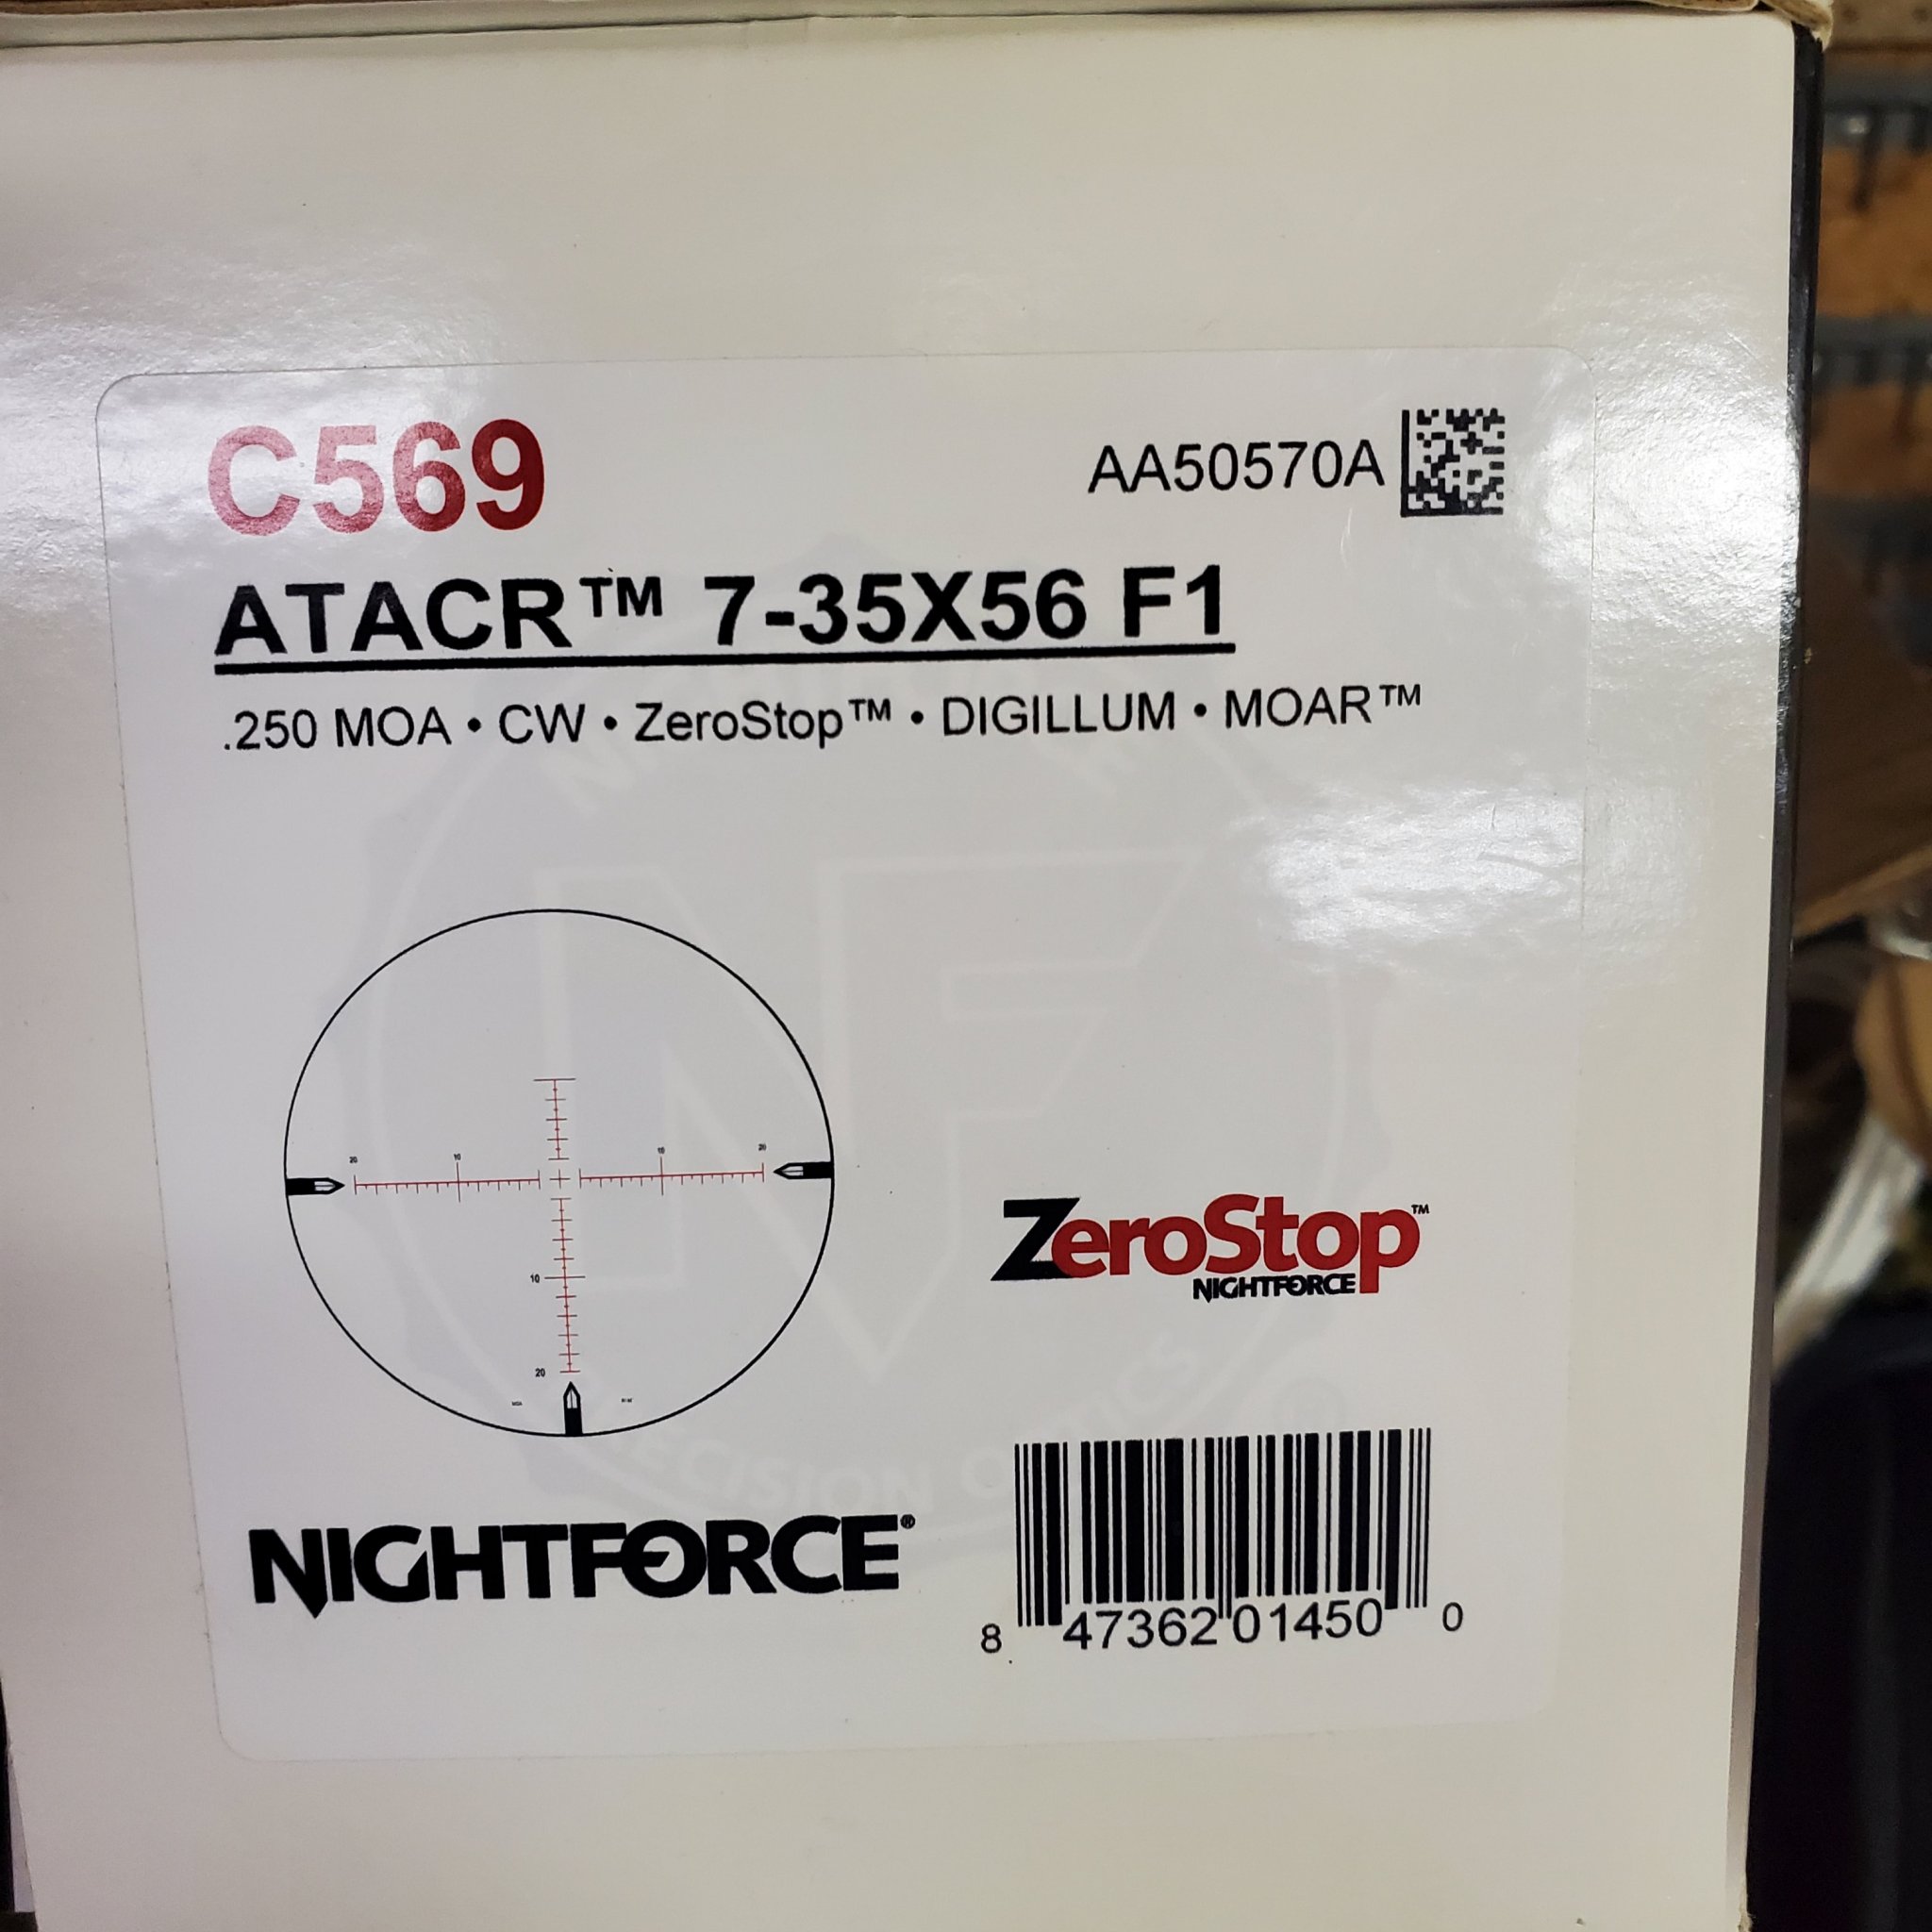 C569
AA50570A
ATACR™ 7-35X56 F1
.250 MOA • CW • ZeroStop™ • DIGILLUM • MOAR™
20 10 10 20
10
20
MOA
ZeroStop™
NIGHTFORCE
NIGHTFORCE®
8 47362 01450 0